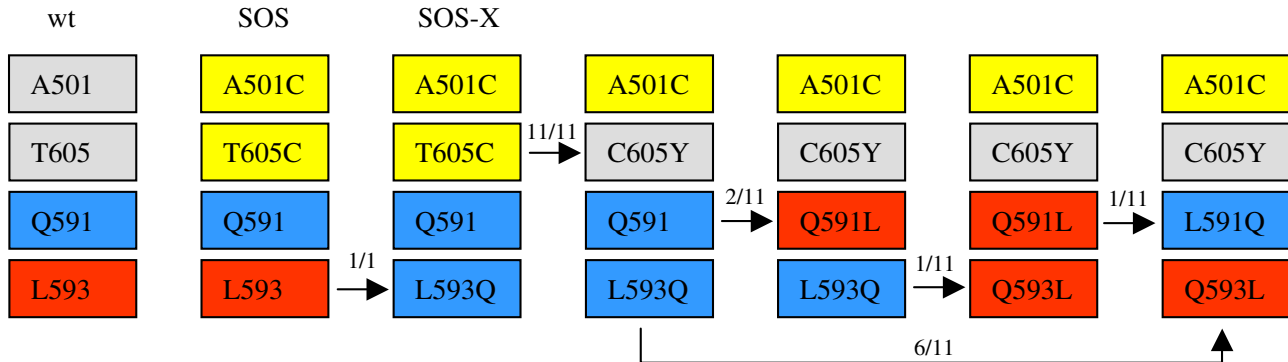 wt SOS SOS-X
A501 A501C A501C A501C A501C A501C A501C
11/11
T605 T605C T605C C605Y C605Y C605Y C605Y
2/11 1/11
Q591 Q591 Q591 Q591 Q591L Q591L L591Q
1/1 1/11
L593 L593 L593Q L593Q L593Q Q593L Q593L
6/11